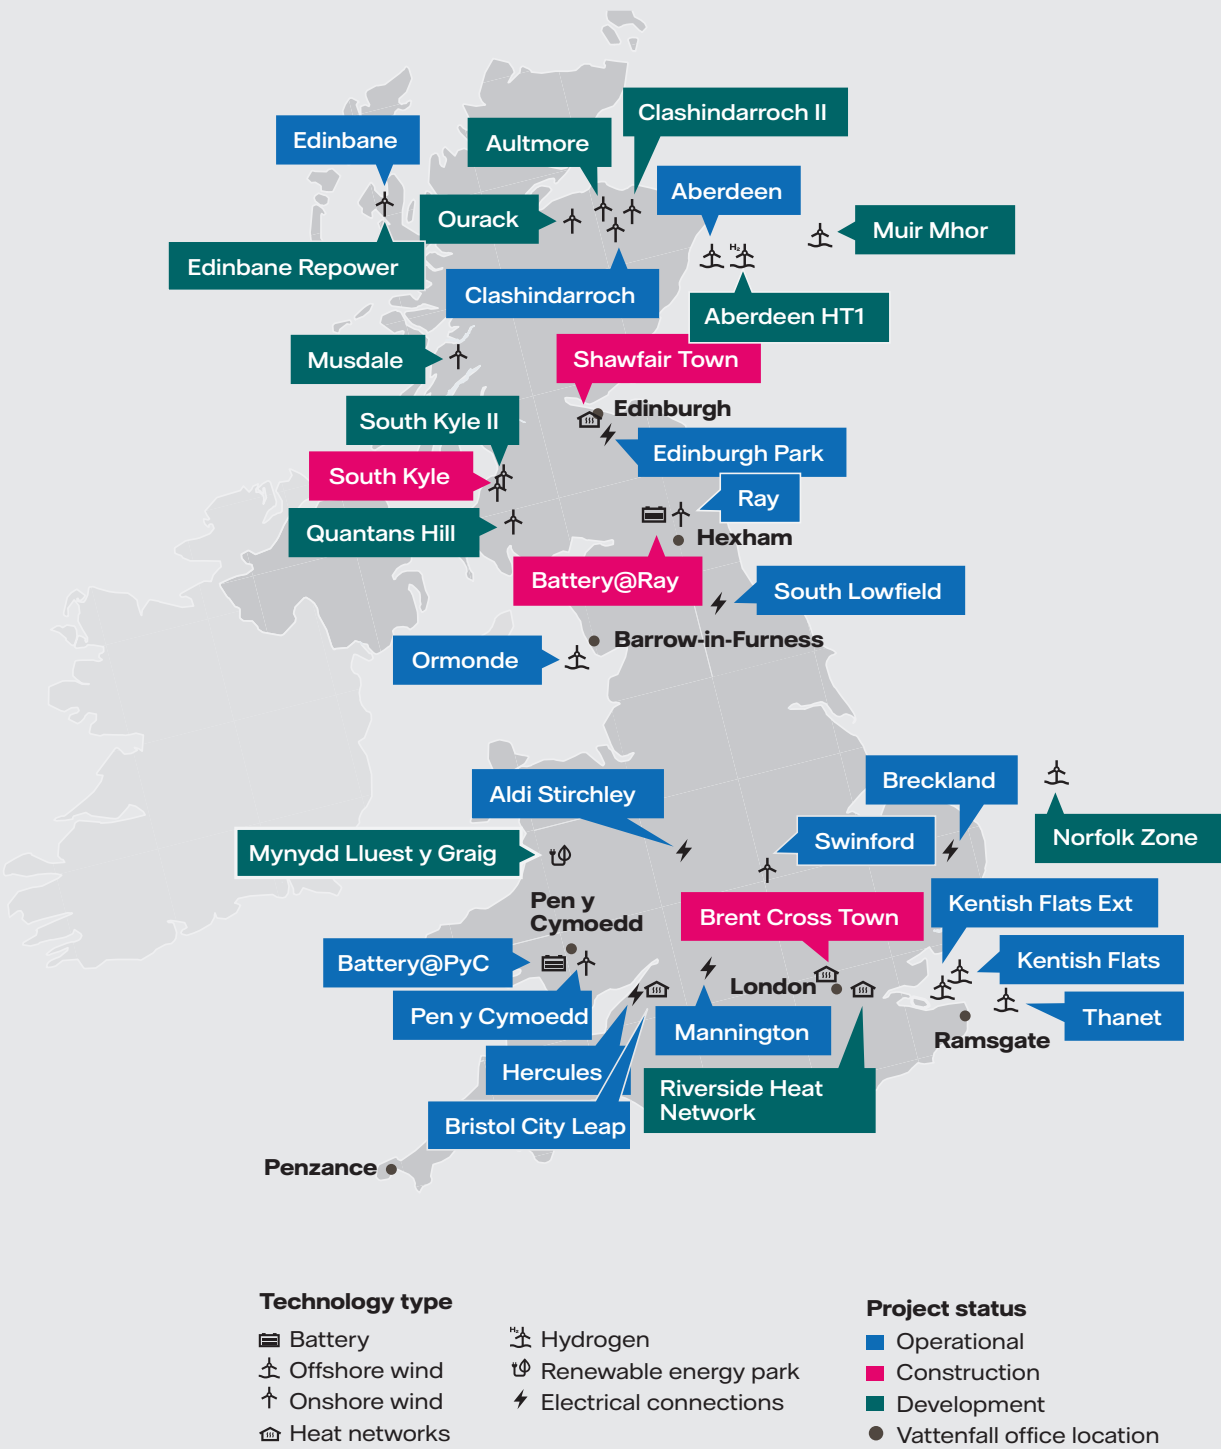 Clashindarroch II
Edinbane
Aultmore
Aberdeen
Ourack
Muir Mhor
Edinbane Repower
Clashindarroch
H₂
Aberdeen HT1
Musdale
Shawfair Town
Edinburgh
South Kyle II
Edinburgh Park
South Kyle
Ray
Quantans Hill
Hexham
Battery@Ray
South Lowfield
Barrow-in-Furness
Ormonde
Breckland
Aldi Stirchley
Norfolk Zone
Swinford
Mynydd Lluest y Graig
Pen y
Cymoedd
Kentish Flats Ext
Brent Cross Town
Battery@PyC
Kentish Flats
London
Pen y Cymoedd
Thanet
Mannington
Ramsgate
Hercules
Riverside Heat
Network
Bristol City Leap
Penzance
Technology type
Battery
Offshore wind
Onshore wind
Heat networks
H₂
Hydrogen
Renewable energy park
Electrical connections
Project status
Operational
Construction
Development
Vattenfall office location